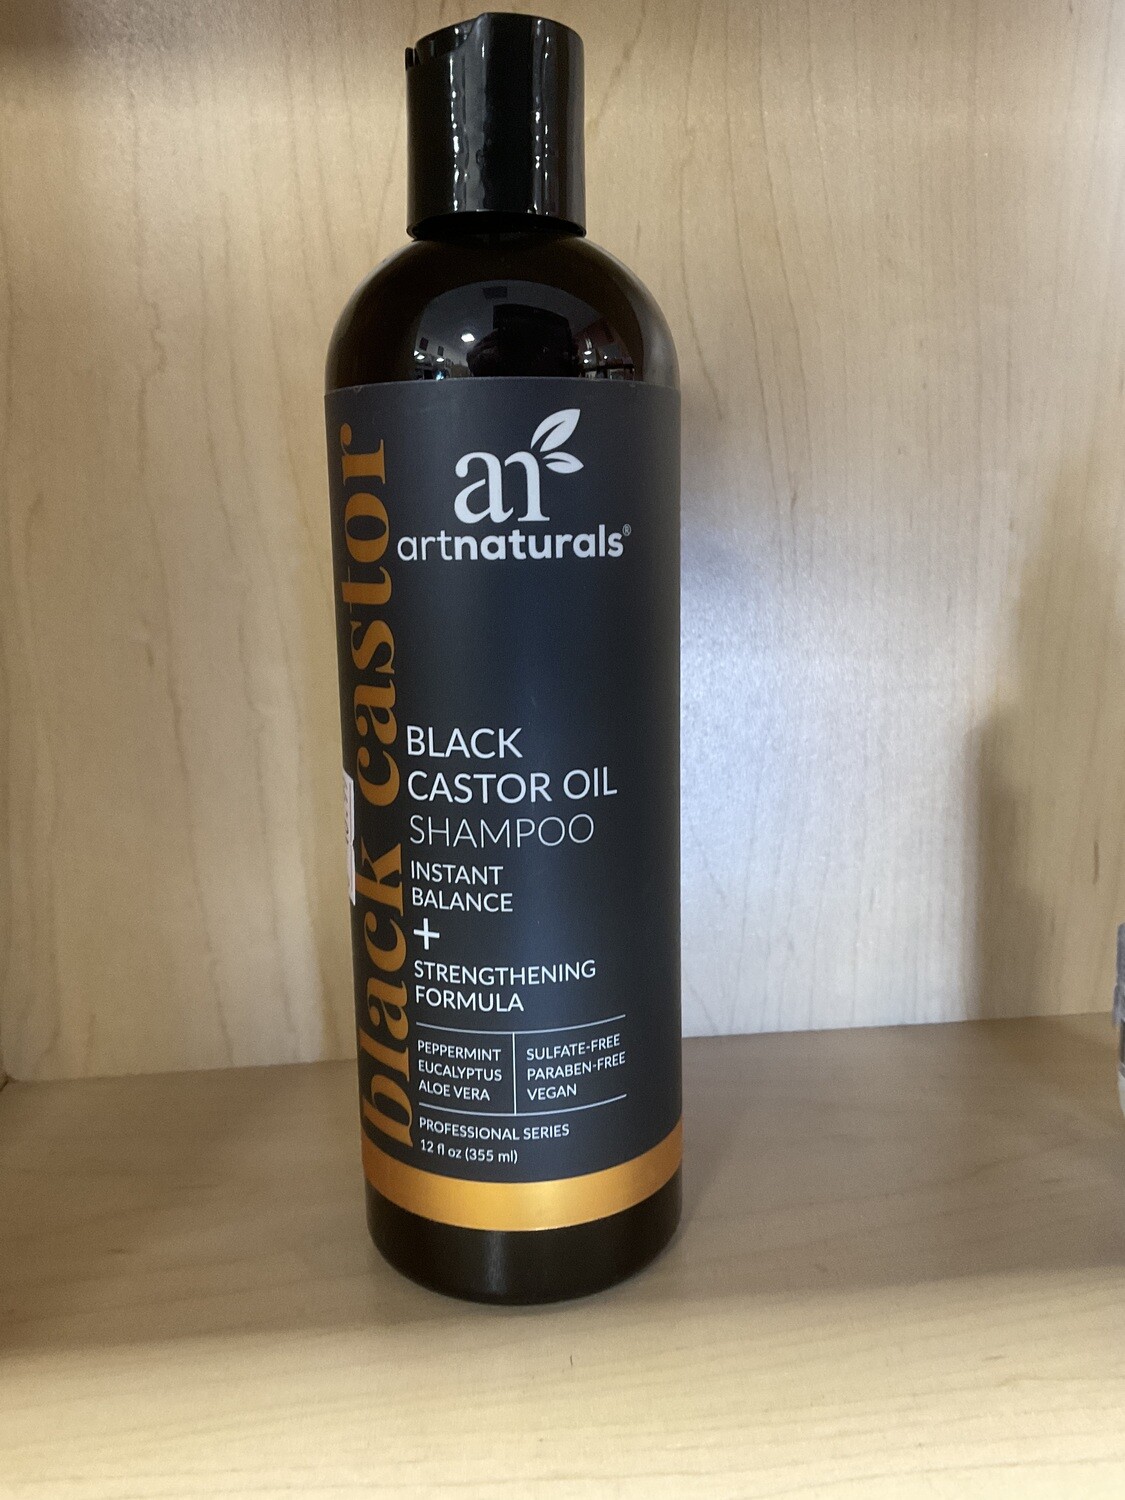 black castor
an
artnaturals®
BLACK
CASTOR OIL
SHAMPOO
INSTANT
BALANCE
+
STRENGTHENING
FORMULA
PEPPERMINT
EUCALYPTUS
ALOE VERA
SULFATE-FREE
PARABEN-FREE
VEGAN
PROFESSIONAL SERIES
12 fl oz (355 ml)